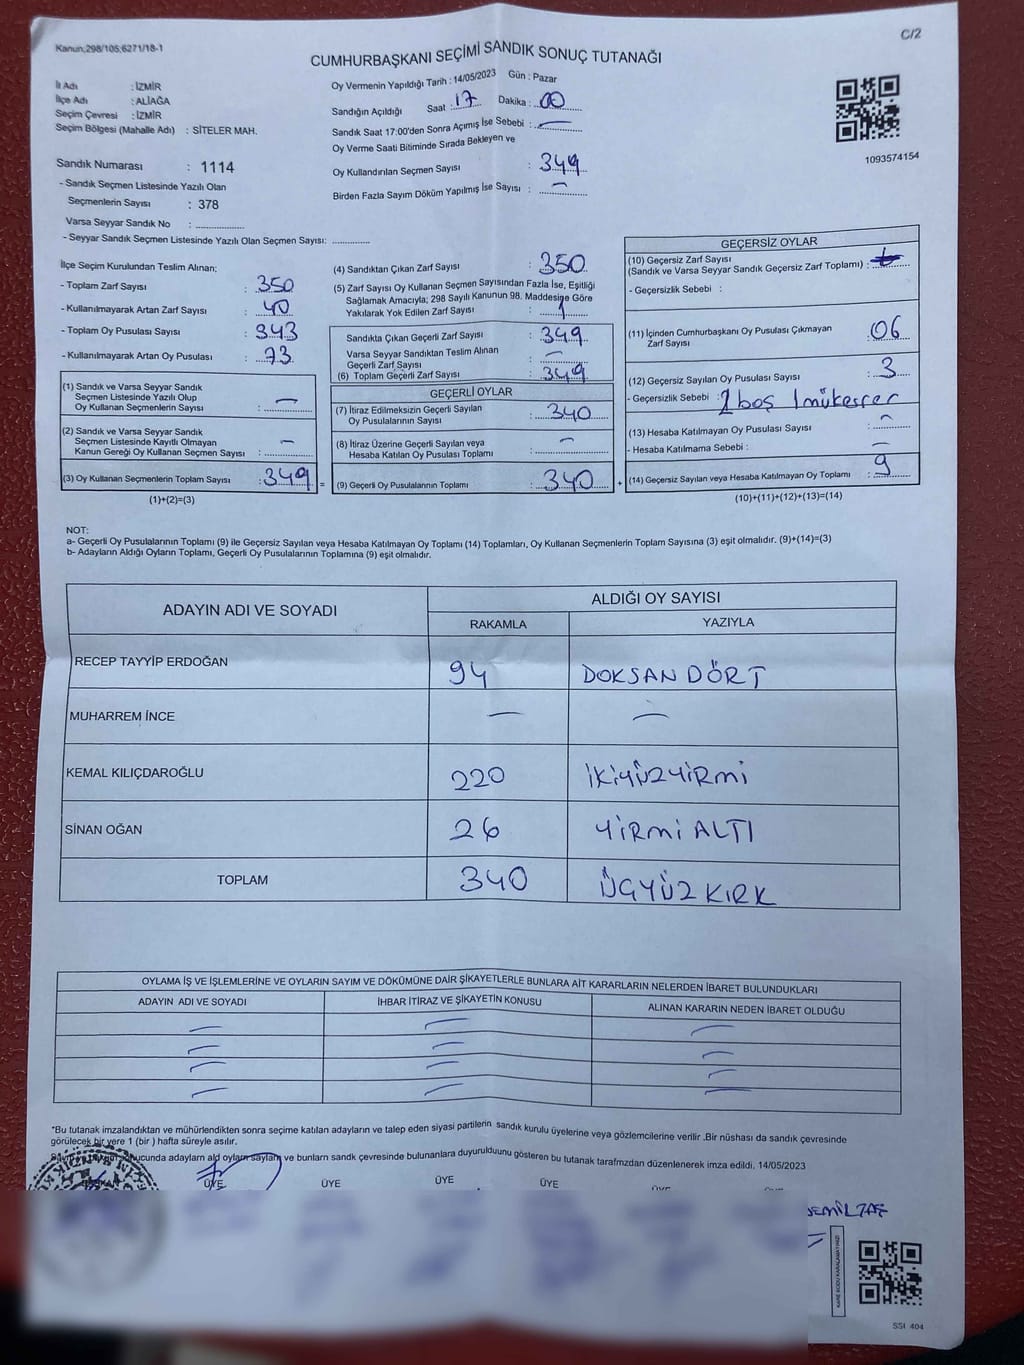 Kanun;298/105;6271/18-1
C/2
CUMHURBAŞKANI SEÇİMİ SANDIK SONUÇ TUTANAĞI
İl Adı : İZMİR
İlçe Adı : ALİAĞA
Seçim Çevresi : İZMİR
Seçim Bölgesi (Mahalle Adı) : SİTELER MAH.
Sandık Numarası : 1114
- Sandık Seçmen Listesinde Yazılı Olan
Seçmenlerin Sayısı : 378
Varsa Seyyar Sandık No :
- Seyyar Sandık Seçmen Listesinde Yazılı Olan Seçmen Sayısı:
Oy Vermenin Yapıldığı Tarih : 14/05/2023 Gün : Pazar
Sandığın Açıldığı Saat : 17 Dakika : 00
Sandık Saat 17:00'den Sonra Açımış İse Sebebi : —
Oy Verme Saati Bitiminde Sırada Bekleyen ve
Oy Kullandırılan Seçmen Sayısı : 349
Birden Fazla Sayım Döküm Yapılmış İse Sayısı : —
1093574154
İlçe Seçim Kurulundan Teslim Alınan;
- Toplam Zarf Sayısı : 350
- Kullanılmayarak Artan Zarf Sayısı : 40
- Toplam Oy Pusulası Sayısı : 343
- Kullanılmayarak Artan Oy Pusulası : 73
(1) Sandık ve Varsa Seyyar Sandık
Seçmen Listesinde Yazılı Olup
Oy Kullanan Seçmenlerin Sayısı : —
(2) Sandık ve Varsa Seyyar Sandık
Seçmen Listesinde Kayıtlı Olmayan
Kanun Gereği Oy Kullanan Seçmen Sayısı : —
(3) Oy Kullanan Seçmenlerin Toplam Sayısı : 349 =
(1)+(2)=(3)
(4) Sandıktan Çıkan Zarf Sayısı : 350
(5) Zarf Sayısı Oy Kullanan Seçmen Sayısından Fazla İse, Eşitliği
Sağlamak Amacıyla; 298 Sayılı Kanunun 98. Maddesine Göre
Yakılarak Yok Edilen Zarf Sayısı : 1
Sandıkta Çıkan Geçerli Zarf Sayısı : 349
Varsa Seyyar Sandıktan Teslim Alınan
Geçerli Zarf Sayısı : —
(6) Toplam Geçerli Zarf Sayısı : 349
GEÇERLİ OYLAR
(7) İtiraz Edilmeksizin Geçerli Sayılan
Oy Pusulalarının Sayısı : 340
(8) İtiraz Üzerine Geçerli Sayılan veya
Hesaba Katılan Oy Pusulası Toplamı : —
(9) Geçerli Oy Pusulalarının Toplamı : 340 +
GEÇERSİZ OYLAR
(10) Geçersiz Zarf Sayısı
(Sandık ve Varsa Seyyar Sandık Geçersiz Zarf Toplamı) :
- Geçersizlik Sebebi :
(11) İçinden Cumhurbaşkanı Oy Pusulası Çıkmayan
Zarf Sayısı : 06
(12) Geçersiz Sayılan Oy Pusulası Sayısı : 3
- Geçersizlik Sebebi : 2 boş 1 mükerrer
(13) Hesaba Katılmayan Oy Pusulası Sayısı : —
- Hesaba Katılmama Sebebi : —
(14) Geçersiz Sayılan veya Hesaba Katılmayan Oy Toplamı : 9
(10)+(11)+(12)+(13)=(14)
NOT:
a- Geçerli Oy Pusulalarının Toplamı (9) ile Geçersiz Sayılan veya Hesaba Katılmayan Oy Toplamı (14) Toplamları, Oy Kullanan Seçmenlerin Toplam Sayısına (3) eşit olmalıdır. (9)+(14)=(3)
b- Adayların Aldığı Oyların Toplamı, Geçerli Oy Pusulalarının Toplamına (9) eşit olmalıdır.
ADAYIN ADI VE SOYADI
ALDIĞI OY SAYISI
RAKAMLA YAZIYLA
RECEP TAYYİP ERDOĞAN 94 DOKSAN DÖRT
MUHARREM İNCE — —
KEMAL KILIÇDAROĞLU 220 İKİYÜZYİRMİ
SİNAN OĞAN 26 YİRMİ ALTI
TOPLAM 340 ÜÇYÜZ KIRK
OYLAMA İŞ VE İŞLEMLERİNE VE OYLARIN SAYIM VE DÖKÜMÜNE DAİR ŞİKAYETLERLE BUNLARA AİT KARARLARIN NELERDEN İBARET BULUNDUKLARI
ADAYIN ADI VE SOYADI İHBAR İTİRAZ VE ŞİKAYETİN KONUSU ALINAN KARARIN NEDEN İBARET OLDUĞU
— — —
— — —
— — —
— — —
*Bu tutanak imzalandıktan ve mühürlendikten sonra seçime katılan adayların ve talep eden siyasi partilerin sandık kurulu üyelerine veya gözlemcilerine verilir .Bir nüshası da sandık çevresinde
görülecek bir yere 1 (bir ) hafta süreyle asılır.
adayların ald oyların sayları ve bunların sandk çevresinde bulunanlara duyurulduunu gösteren bu tutanak tarafmzdan düzenlenerek imza edildi, 14/05/2023
ÜYE ÜYE ÜYE ÜYE
KARE KODU KARALAMAYINIZ!
SSI 404